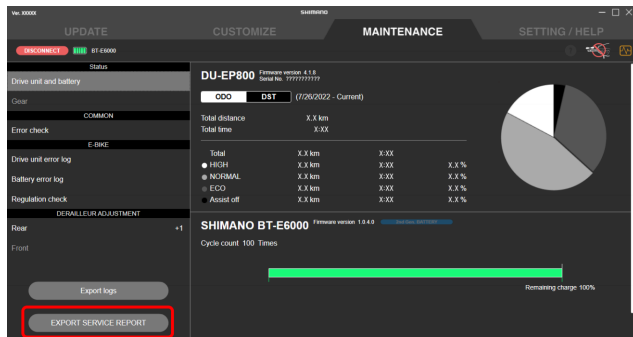 Ver. XXXXX
SHIMANO
UPDATE
CUSTOMIZE
MAINTENANCE
SETTING / HELP
DISCONNECT
BT-E6000
Status
Drive unit and battery
Gear
COMMON
Error check
E-BIKE
Drive unit error log
Battery error log
Regulation check
DERAILLEUR ADJUSTMENT
Rear +1
Front
Export logs
EXPORT SERVICE REPORT
DU-EP800 Firmware version 4.1.8
Serial No. ???????????
ODO DST (7/26/2022 - Current)
Total distance X.X km
Total time X:XX
Total X.X km X:XX
HIGH X.X km X:XX X.X %
NORMAL X.X km X:XX X.X %
ECO X.X km X:XX X.X %
Assist off X.X km X:XX X.X %
SHIMANO BT-E6000 Firmware version 1.0.4.0
Cycle count 100 Times
Remaining charge 100%